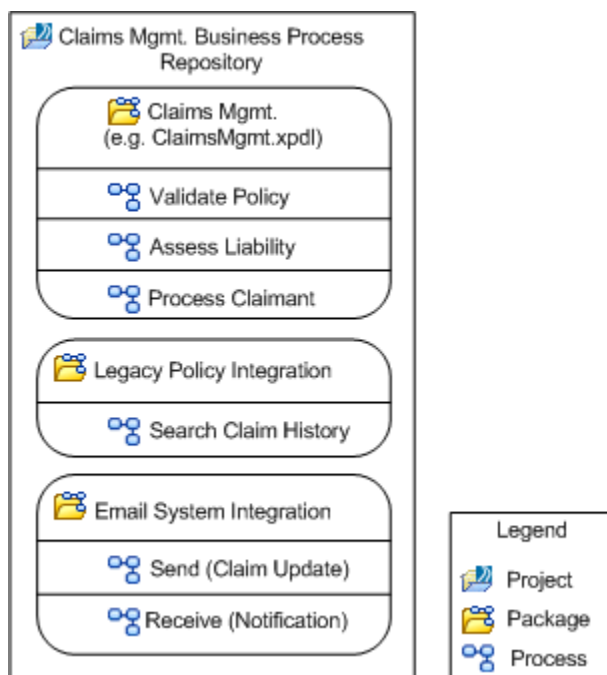 Claims Mgmt. Business Process
Repository
Claims Mgmt.
(e.g. ClaimsMgmt.xpdl)
Validate Policy
Assess Liability
Process Claimant
Legacy Policy Integration
Search Claim History
Email System Integration
Send (Claim Update)
Receive (Notification)
Legend
Project
Package
Process